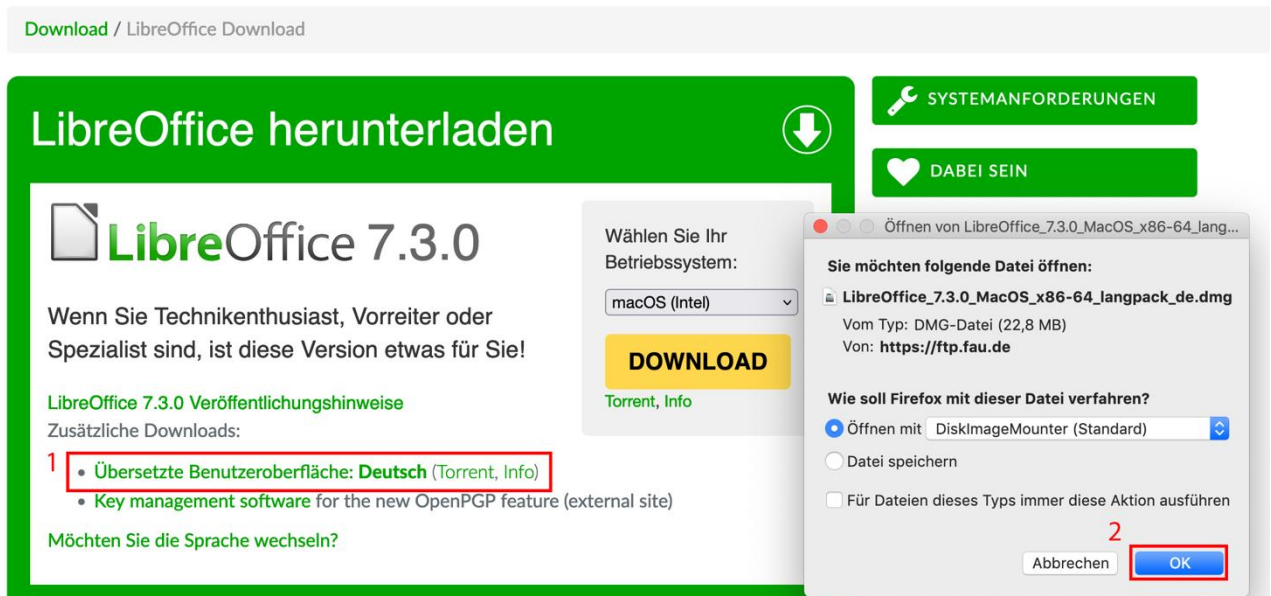 Download / LibreOffice Download
LibreOffice herunterladen
SYSTEMANFORDERUNGEN
DABEI SEIN
LibreOffice 7.3.0
Wenn Sie Technikenthusiast, Vorreiter oder
Spezialist sind, ist diese Version etwas für Sie!
LibreOffice 7.3.0 Veröffentlichungshinweise
Zusätzliche Downloads:
1
• Übersetzte Benutzeroberfläche: Deutsch (Torrent, Info)
• Key management software for the new OpenPGP feature (external site)
Möchten Sie die Sprache wechseln?
Wählen Sie Ihr
Betriebssystem:
macOS (Intel)
DOWNLOAD
Torrent, Info
Öffnen von LibreOffice_7.3.0_MacOS_x86-64_lang...
Sie möchten folgende Datei öffnen:
LibreOffice_7.3.0_MacOS_x86-64_langpack_de.dmg
Vom Typ: DMG-Datei (22,8 MB)
Von: https://ftp.fau.de
Wie soll Firefox mit dieser Datei verfahren?
Öffnen mit DiskImageMounter (Standard)
Datei speichern
Für Dateien dieses Typs immer diese Aktion ausführen
2
Abbrechen OK